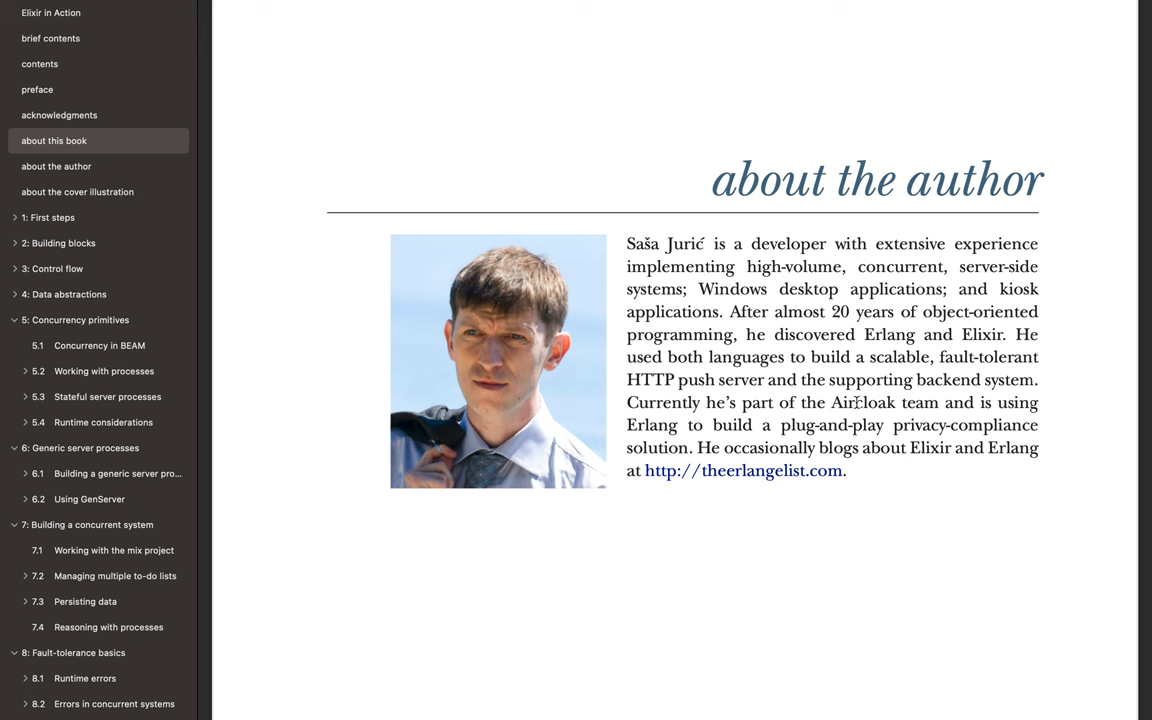 Elixir in Action
brief contents
contents
preface
acknowledgments
about this book
about the author
about the cover illustration
1: First steps
2: Building blocks
3: Control flow
4: Data abstractions
5: Concurrency primitives
5.1 Concurrency in BEAM
5.2 Working with processes
5.3 Stateful server processes
5.4 Runtime considerations
6: Generic server processes
6.1 Building a generic server pro...
6.2 Using GenServer
7: Building a concurrent system
7.1 Working with the mix project
7.2 Managing multiple to-do lists
7.3 Persisting data
7.4 Reasoning with processes
8: Fault-tolerance basics
8.1 Runtime errors
8.2 Errors in concurrent systems
about the author
Saša Jurić is a developer with extensive experience
implementing high-volume, concurrent, server-side
systems; Windows desktop applications; and kiosk
applications. After almost 20 years of object-oriented
programming, he discovered Erlang and Elixir. He
used both languages to build a scalable, fault-tolerant
HTTP push server and the supporting backend system.
Currently he’s part of the Aircloak team and is using
Erlang to build a plug-and-play privacy-compliance
solution. He occasionally blogs about Elixir and Erlang
at http://theerlangelist.com.